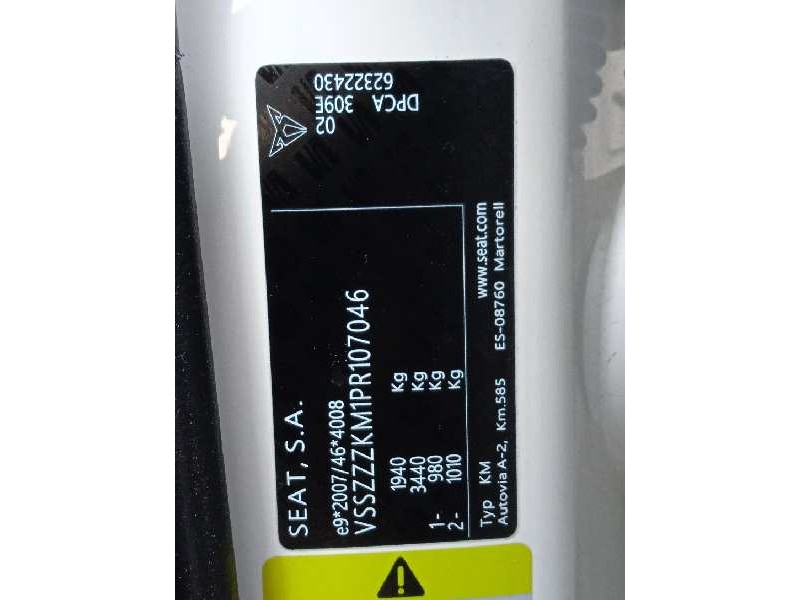 SEAT, S.A.
e9*2007/46*4008
VSSZZZKM1PR107046
1940 Kg
3440 Kg
1- 980 Kg
2- 1010 Kg
Typ KM
Autovia A-2, Km.585
www.seat.com
ES-08760 Martorell
02
309E
62322430
DPCA